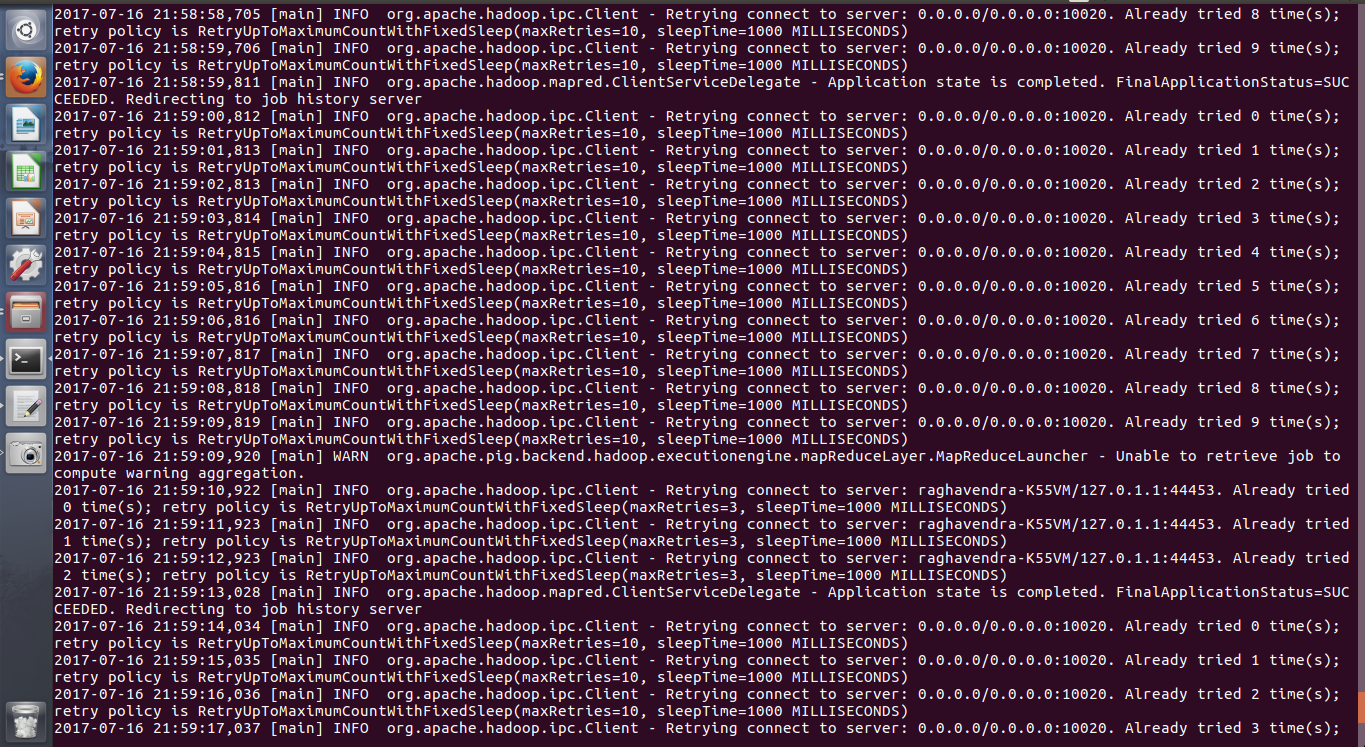 2017-07-16 21:58:58,705 [main] INFO  org.apache.hadoop.ipc.Client - Retrying connect to server: 0.0.0.0/0.0.0.0:10020. Already tried 8 time(s);
retry policy is RetryUpToMaximumCountWithFixedSleep(maxRetries=10, sleepTime=1000 MILLISECONDS)
2017-07-16 21:58:59,706 [main] INFO  org.apache.hadoop.ipc.Client - Retrying connect to server: 0.0.0.0/0.0.0.0:10020. Already tried 9 time(s);
retry policy is RetryUpToMaximumCountWithFixedSleep(maxRetries=10, sleepTime=1000 MILLISECONDS)
2017-07-16 21:58:59,811 [main] INFO  org.apache.hadoop.mapred.ClientServiceDelegate - Application state is completed. FinalApplicationStatus=SUC
CEEDED. Redirecting to job history server
2017-07-16 21:59:00,812 [main] INFO  org.apache.hadoop.ipc.Client - Retrying connect to server: 0.0.0.0/0.0.0.0:10020. Already tried 0 time(s);
retry policy is RetryUpToMaximumCountWithFixedSleep(maxRetries=10, sleepTime=1000 MILLISECONDS)
2017-07-16 21:59:01,813 [main] INFO  org.apache.hadoop.ipc.Client - Retrying connect to server: 0.0.0.0/0.0.0.0:10020. Already tried 1 time(s);
retry policy is RetryUpToMaximumCountWithFixedSleep(maxRetries=10, sleepTime=1000 MILLISECONDS)
2017-07-16 21:59:02,813 [main] INFO  org.apache.hadoop.ipc.Client - Retrying connect to server: 0.0.0.0/0.0.0.0:10020. Already tried 2 time(s);
retry policy is RetryUpToMaximumCountWithFixedSleep(maxRetries=10, sleepTime=1000 MILLISECONDS)
2017-07-16 21:59:03,814 [main] INFO  org.apache.hadoop.ipc.Client - Retrying connect to server: 0.0.0.0/0.0.0.0:10020. Already tried 3 time(s);
retry policy is RetryUpToMaximumCountWithFixedSleep(maxRetries=10, sleepTime=1000 MILLISECONDS)
2017-07-16 21:59:04,815 [main] INFO  org.apache.hadoop.ipc.Client - Retrying connect to server: 0.0.0.0/0.0.0.0:10020. Already tried 4 time(s);
retry policy is RetryUpToMaximumCountWithFixedSleep(maxRetries=10, sleepTime=1000 MILLISECONDS)
2017-07-16 21:59:05,816 [main] INFO  org.apache.hadoop.ipc.Client - Retrying connect to server: 0.0.0.0/0.0.0.0:10020. Already tried 5 time(s);
retry policy is RetryUpToMaximumCountWithFixedSleep(maxRetries=10, sleepTime=1000 MILLISECONDS)
2017-07-16 21:59:06,816 [main] INFO  org.apache.hadoop.ipc.Client - Retrying connect to server: 0.0.0.0/0.0.0.0:10020. Already tried 6 time(s);
retry policy is RetryUpToMaximumCountWithFixedSleep(maxRetries=10, sleepTime=1000 MILLISECONDS)
2017-07-16 21:59:07,817 [main] INFO  org.apache.hadoop.ipc.Client - Retrying connect to server: 0.0.0.0/0.0.0.0:10020. Already tried 7 time(s);
retry policy is RetryUpToMaximumCountWithFixedSleep(maxRetries=10, sleepTime=1000 MILLISECONDS)
2017-07-16 21:59:08,818 [main] INFO  org.apache.hadoop.ipc.Client - Retrying connect to server: 0.0.0.0/0.0.0.0:10020. Already tried 8 time(s);
retry policy is RetryUpToMaximumCountWithFixedSleep(maxRetries=10, sleepTime=1000 MILLISECONDS)
2017-07-16 21:59:09,819 [main] INFO  org.apache.hadoop.ipc.Client - Retrying connect to server: 0.0.0.0/0.0.0.0:10020. Already tried 9 time(s);
retry policy is RetryUpToMaximumCountWithFixedSleep(maxRetries=10, sleepTime=1000 MILLISECONDS)
2017-07-16 21:59:09,920 [main] WARN  org.apache.pig.backend.hadoop.executionengine.mapReduceLayer.MapReduceLauncher - Unable to retrieve job to
compute warning aggregation.
2017-07-16 21:59:10,922 [main] INFO  org.apache.hadoop.ipc.Client - Retrying connect to server: raghavendra-K55VM/127.0.1.1:44453. Already tried
0 time(s); retry policy is RetryUpToMaximumCountWithFixedSleep(maxRetries=3, sleepTime=1000 MILLISECONDS)
2017-07-16 21:59:11,923 [main] INFO  org.apache.hadoop.ipc.Client - Retrying connect to server: raghavendra-K55VM/127.0.1.1:44453. Already tried
1 time(s); retry policy is RetryUpToMaximumCountWithFixedSleep(maxRetries=3, sleepTime=1000 MILLISECONDS)
2017-07-16 21:59:12,923 [main] INFO  org.apache.hadoop.ipc.Client - Retrying connect to server: raghavendra-K55VM/127.0.1.1:44453. Already tried
2 time(s); retry policy is RetryUpToMaximumCountWithFixedSleep(maxRetries=3, sleepTime=1000 MILLISECONDS)
2017-07-16 21:59:13,028 [main] INFO  org.apache.hadoop.mapred.ClientServiceDelegate - Application state is completed. FinalApplicationStatus=SUC
CEEDED. Redirecting to job history server
2017-07-16 21:59:14,034 [main] INFO  org.apache.hadoop.ipc.Client - Retrying connect to server: 0.0.0.0/0.0.0.0:10020. Already tried 0 time(s);
retry policy is RetryUpToMaximumCountWithFixedSleep(maxRetries=10, sleepTime=1000 MILLISECONDS)
2017-07-16 21:59:15,035 [main] INFO  org.apache.hadoop.ipc.Client - Retrying connect to server: 0.0.0.0/0.0.0.0:10020. Already tried 1 time(s);
retry policy is RetryUpToMaximumCountWithFixedSleep(maxRetries=10, sleepTime=1000 MILLISECONDS)
2017-07-16 21:59:16,036 [main] INFO  org.apache.hadoop.ipc.Client - Retrying connect to server: 0.0.0.0/0.0.0.0:10020. Already tried 2 time(s);
retry policy is RetryUpToMaximumCountWithFixedSleep(maxRetries=10, sleepTime=1000 MILLISECONDS)
2017-07-16 21:59:17,037 [main] INFO  org.apache.hadoop.ipc.Client - Retrying connect to server: 0.0.0.0/0.0.0.0:10020. Already tried 3 time(s);